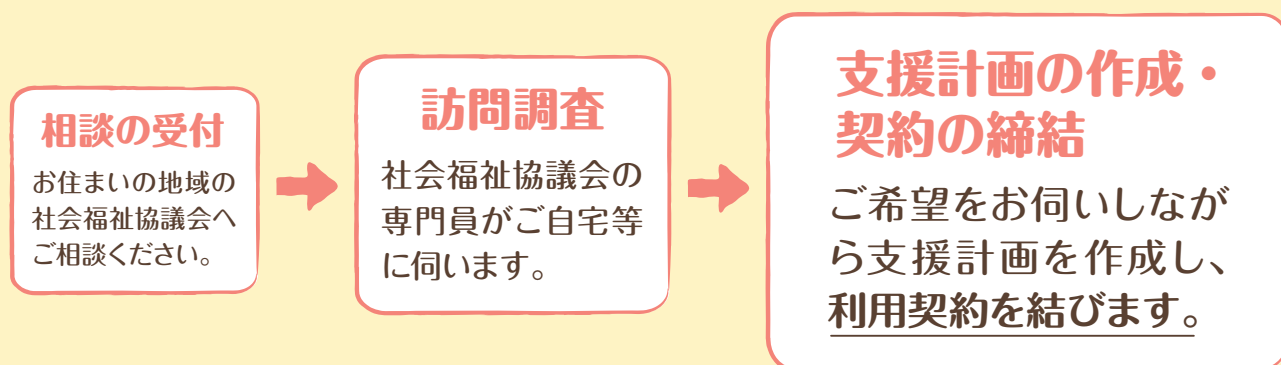 相談の受付
お住まいの地域の
社会福祉協議会へ
ご相談ください。
訪問調査
社会福祉協議会の
専門員がご自宅等
に伺います。
支援計画の作成・
契約の締結
ご希望をお伺いしなが
ら支援計画を作成し、
利用契約を結びます。